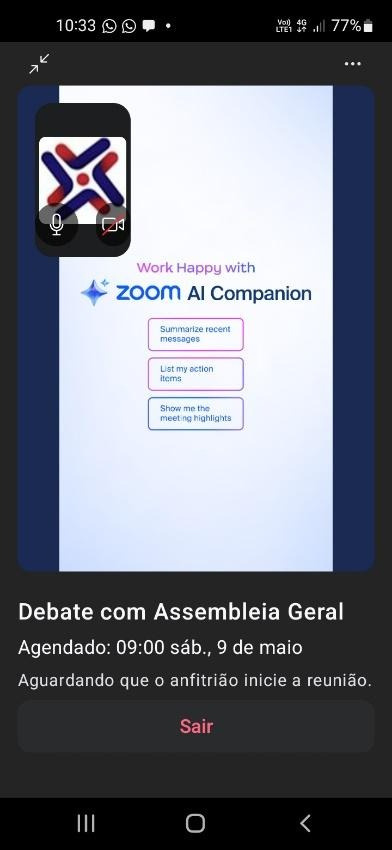 10:33
Vo))
LTE1
4G
77%
Work Happy with
zoom AI Companion
Summarize recent
messages
List my action
items
Show me the
meeting highlights
Debate com Assembleia Geral
Agendado: 09:00 sáb., 9 de maio
Aguardando que o anfitrião inicie a reunião.
Sair